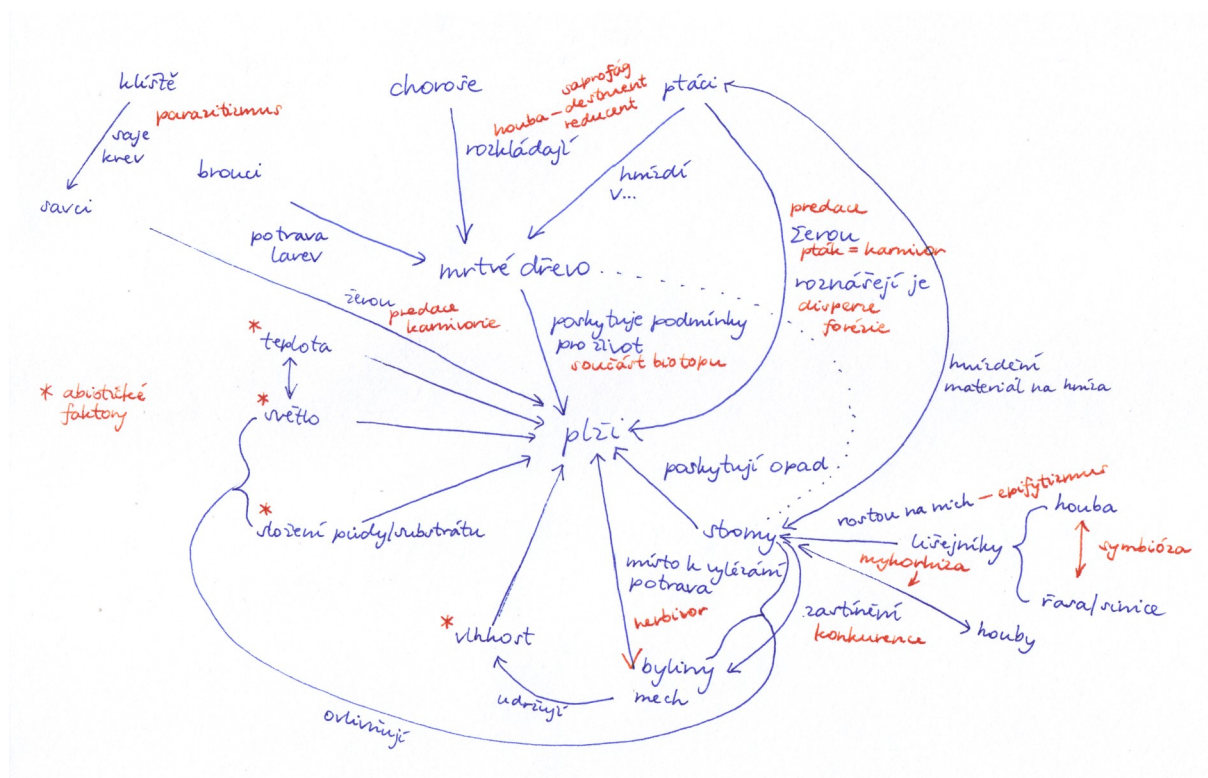 klíště
parazitizmus
saje
krev
savci
brouci
potrava
larev
choroše
saprofág
houba – destruent
reducent
rozkládají
ptáci
hnízdí
v...
predace
žerou
pták = karnivor
roznášejí je
disperze
forézie
mrtvé dřevo
žerou
predace
karnivorie
poskytuje podmínky
pro život
součást biotopu
hnízdění
materiál na hnízda
* teplota
* abiotické
faktory
* světlo
plži
poskytují opad
* složení půdy/substrátu
stromy
rostou na nich – epifytizmus
lišejníky
houba
symbióza
řasa/sinice
mykorhiza
houby
místo k vylézání
potrava
herbivor
zastínění
konkurence
* vlhkost
byliny
mech
udržují
ovlivňují